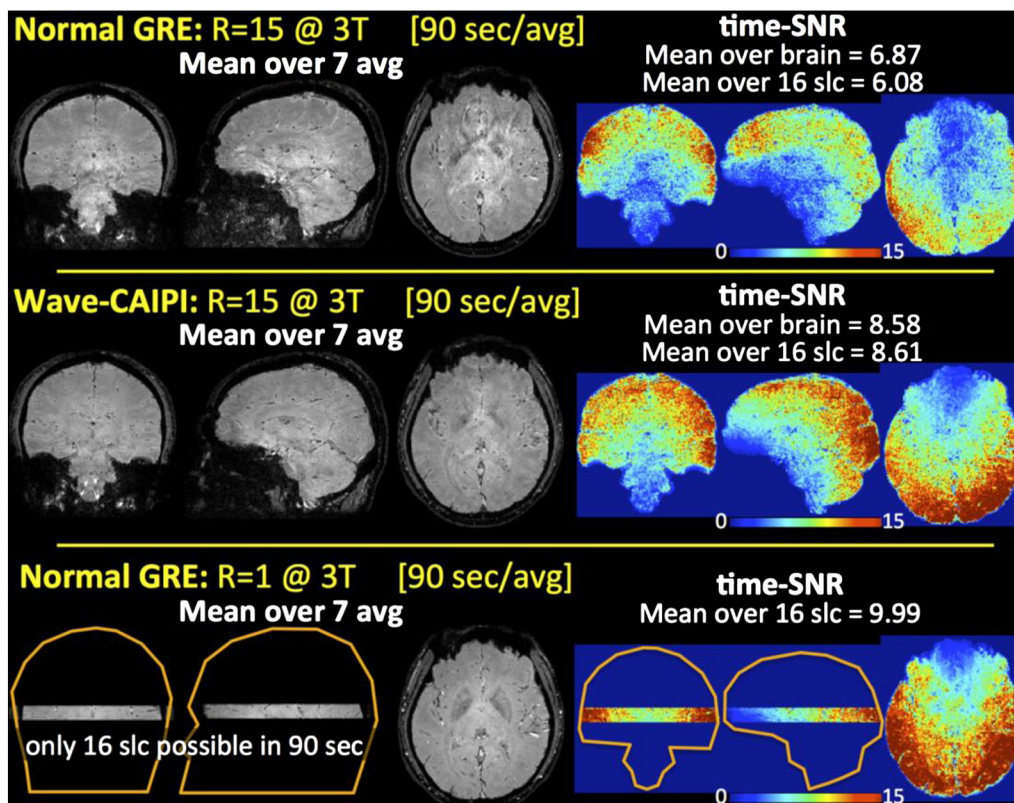 Normal GRE: R=15 @ 3T [90 sec/avg]
Mean over 7 avg
time-SNR
Mean over brain = 6.87
Mean over 16 slc = 6.08
0 15
Wave-CAIPI: R=15 @ 3T [90 sec/avg]
Mean over 7 avg
time-SNR
Mean over brain = 8.58
Mean over 16 slc = 8.61
0 15
Normal GRE: R=1 @ 3T [90 sec/avg]
Mean over 7 avg
time-SNR
Mean over 16 slc = 9.99
only 16 slc possible in 90 sec
0 15